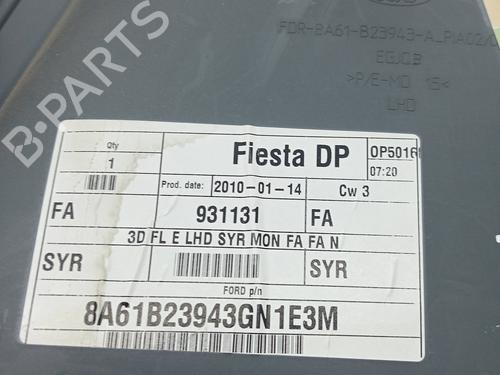 FDR-8A61-B23943-A_PIA02/
EGJOB
>P/E-MD 15<
LHD
B-PARTS
Qty
1
Fiesta DP
OP5016
07:20
Prod. date: 2010-01-14
Cw 3
FA
931131
FA
3D FL E LHD SYR MON FA FA N
SYR
SYR
FORD p/n
8A61B23943GN1E3M